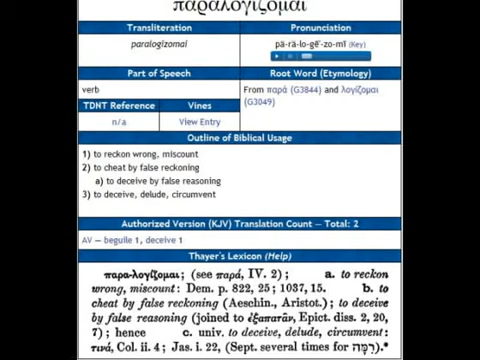 παραλογίζομαι
Transliteration Pronunciation
paralogizomai pä-rä-lo-gē'-zo-mī (Key)
Part of Speech Root Word (Etymology)
verb From παρά (G3844) and λογίζομαι
(G3049)
TDNT Reference Vines
n/a View Entry
Outline of Biblical Usage
1) to reckon wrong, miscount
2) to cheat by false reckoning
a) to deceive by false reasoning
3) to deceive, delude, circumvent
Authorized Version (KJV) Translation Count — Total: 2
AV — beguile 1, deceive 1
Thayer's Lexicon (Help)
παρα-λογίζομαι; (see παρά, IV. 2); a. to reckon
wrong, miscount: Dem. p. 822, 25; 1037, 15. b. to
cheat by false reckoning (Aeschin., Aristot.); to deceive
by false reasoning (joined to ἐξαπατᾶν, Epict. diss. 2, 20,
7); hence c. univ. to deceive, delude, circumvent:
τινά, Col. ii. 4; Jas. i. 22, (Sept. several times for רִמָּה).*